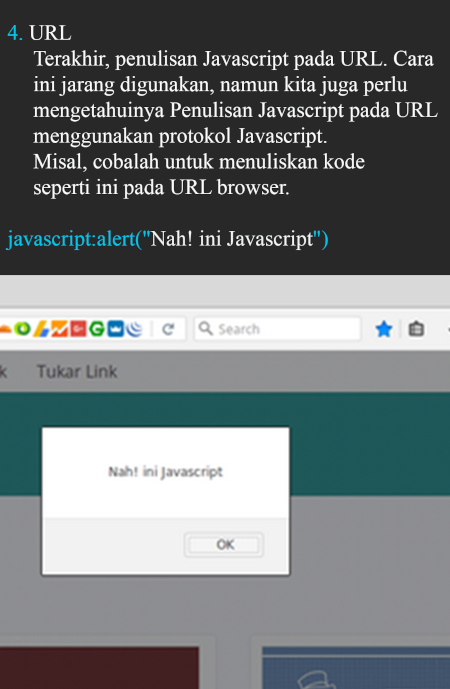 4. URL
Terakhir, penulisan Javascript pada URL. Cara
ini jarang digunakan, namun kita juga perlu
mengetahuinya Penulisan Javascript pada URL
menggunakan protokol Javascript.
Misal, cobalah untuk menuliskan kode
seperti ini pada URL browser.
javascript:alert("Nah! ini Javascript")
Search
k Tukar Link
Nah! ini Javascript
OK